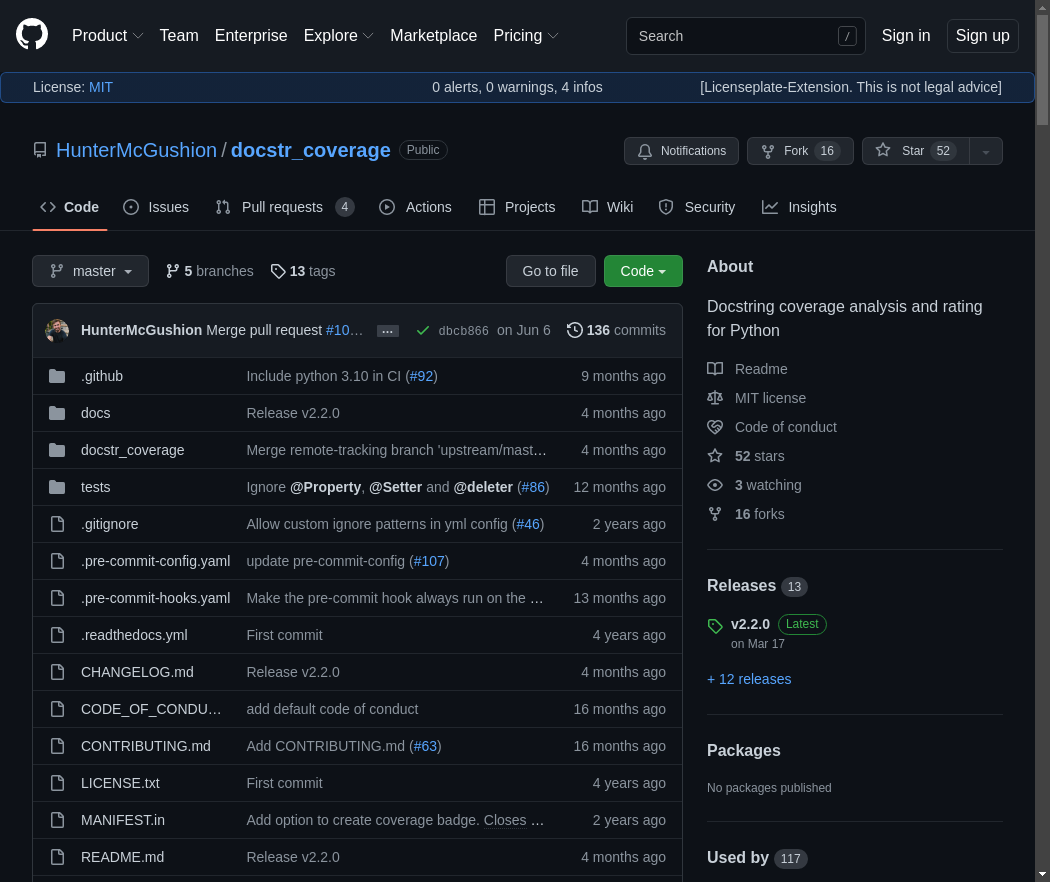 Product Team Enterprise Explore Marketplace Pricing Search / Sign in Sign up
License: MIT 0 alerts, 0 warnings, 4 infos [Licenseplate-Extension. This is not legal advice]
HunterMcGushion / docstr_coverage Public Notifications Fork 16 Star 52
Code Issues Pull requests 4 Actions Projects Wiki Security Insights
master 5 branches 13 tags Go to file Code
HunterMcGushion Merge pull request #10… … dbcb866 on Jun 6 136 commits
.github Include python 3.10 in CI (#92) 9 months ago
docs Release v2.2.0 4 months ago
docstr_coverage Merge remote-tracking branch 'upstream/mast… 4 months ago
tests Ignore @Property, @Setter and @deleter (#86) 12 months ago
.gitignore Allow custom ignore patterns in yml config (#46) 2 years ago
.pre-commit-config.yaml update pre-commit-config (#107) 4 months ago
.pre-commit-hooks.yaml Make the pre-commit hook always run on the … 13 months ago
.readthedocs.yml First commit 4 years ago
CHANGELOG.md Release v2.2.0 4 months ago
CODE_OF_CONDU… add default code of conduct 16 months ago
CONTRIBUTING.md Add CONTRIBUTING.md (#63) 16 months ago
LICENSE.txt First commit 4 years ago
MANIFEST.in Add option to create coverage badge. Closes … 2 years ago
README.md Release v2.2.0 4 months ago
About
Docstring coverage analysis and rating
for Python
Readme
MIT license
Code of conduct
52 stars
3 watching
16 forks
Releases 13
v2.2.0 Latest
on Mar 17
+ 12 releases
Packages
No packages published
Used by 117